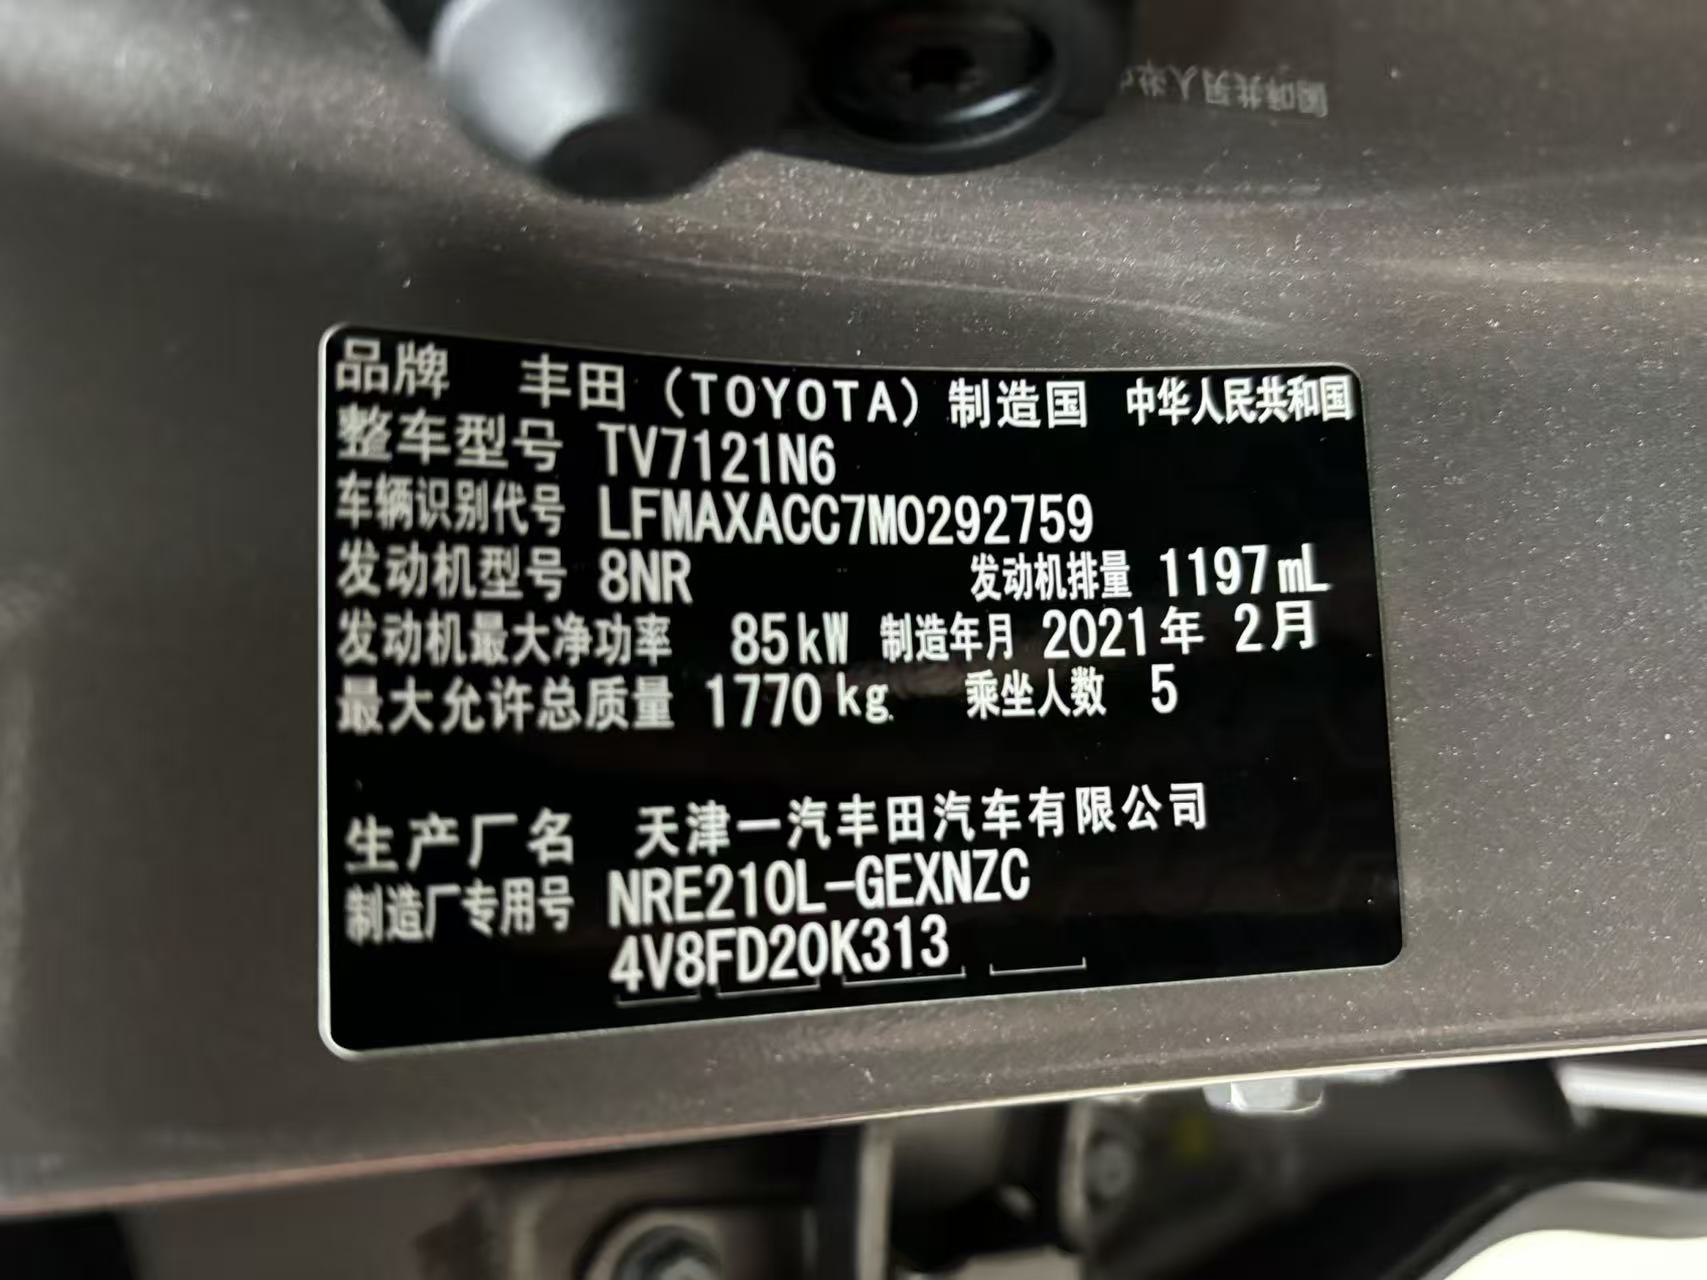 品牌 丰田（TOYOTA）制造国 中华人民共和国
整车型号 TV7121N6
车辆识别代号 LFMAXACC7M0292759
发动机型号 8NR 发动机排量 1197mL
发动机最大净功率 85kW 制造年月 2021年 2月
最大允许总质量 1770kg 乘坐人数 5
生产厂名 天津一汽丰田汽车有限公司
制造厂专用号 NRE210L-GEXNZC
4V8FD20K313